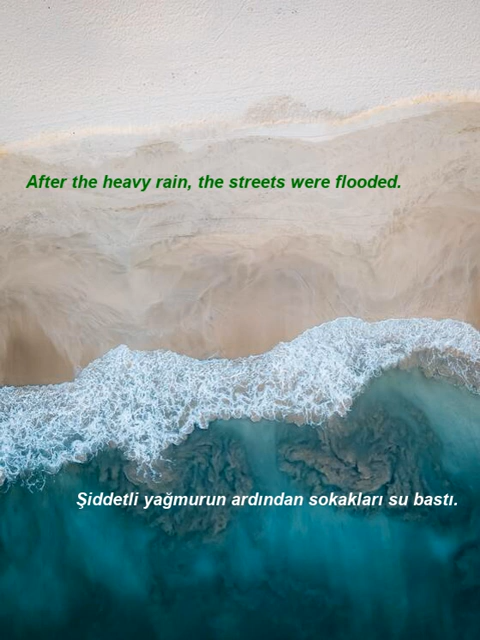 After the heavy rain, the streets were flooded.
Şiddetli yağmurun ardından sokakları su bastı.